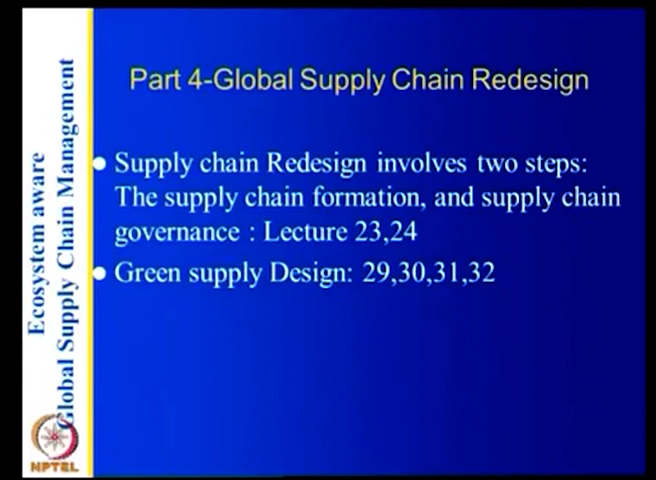 Part 4-Global Supply Chain Redesign
Supply chain Redesign involves two steps:
The supply chain formation, and supply chain
governance : Lecture 23,24
Green supply Design: 29,30,31,32
Ecosystem aware
Global Supply Chain Management
NPTEL